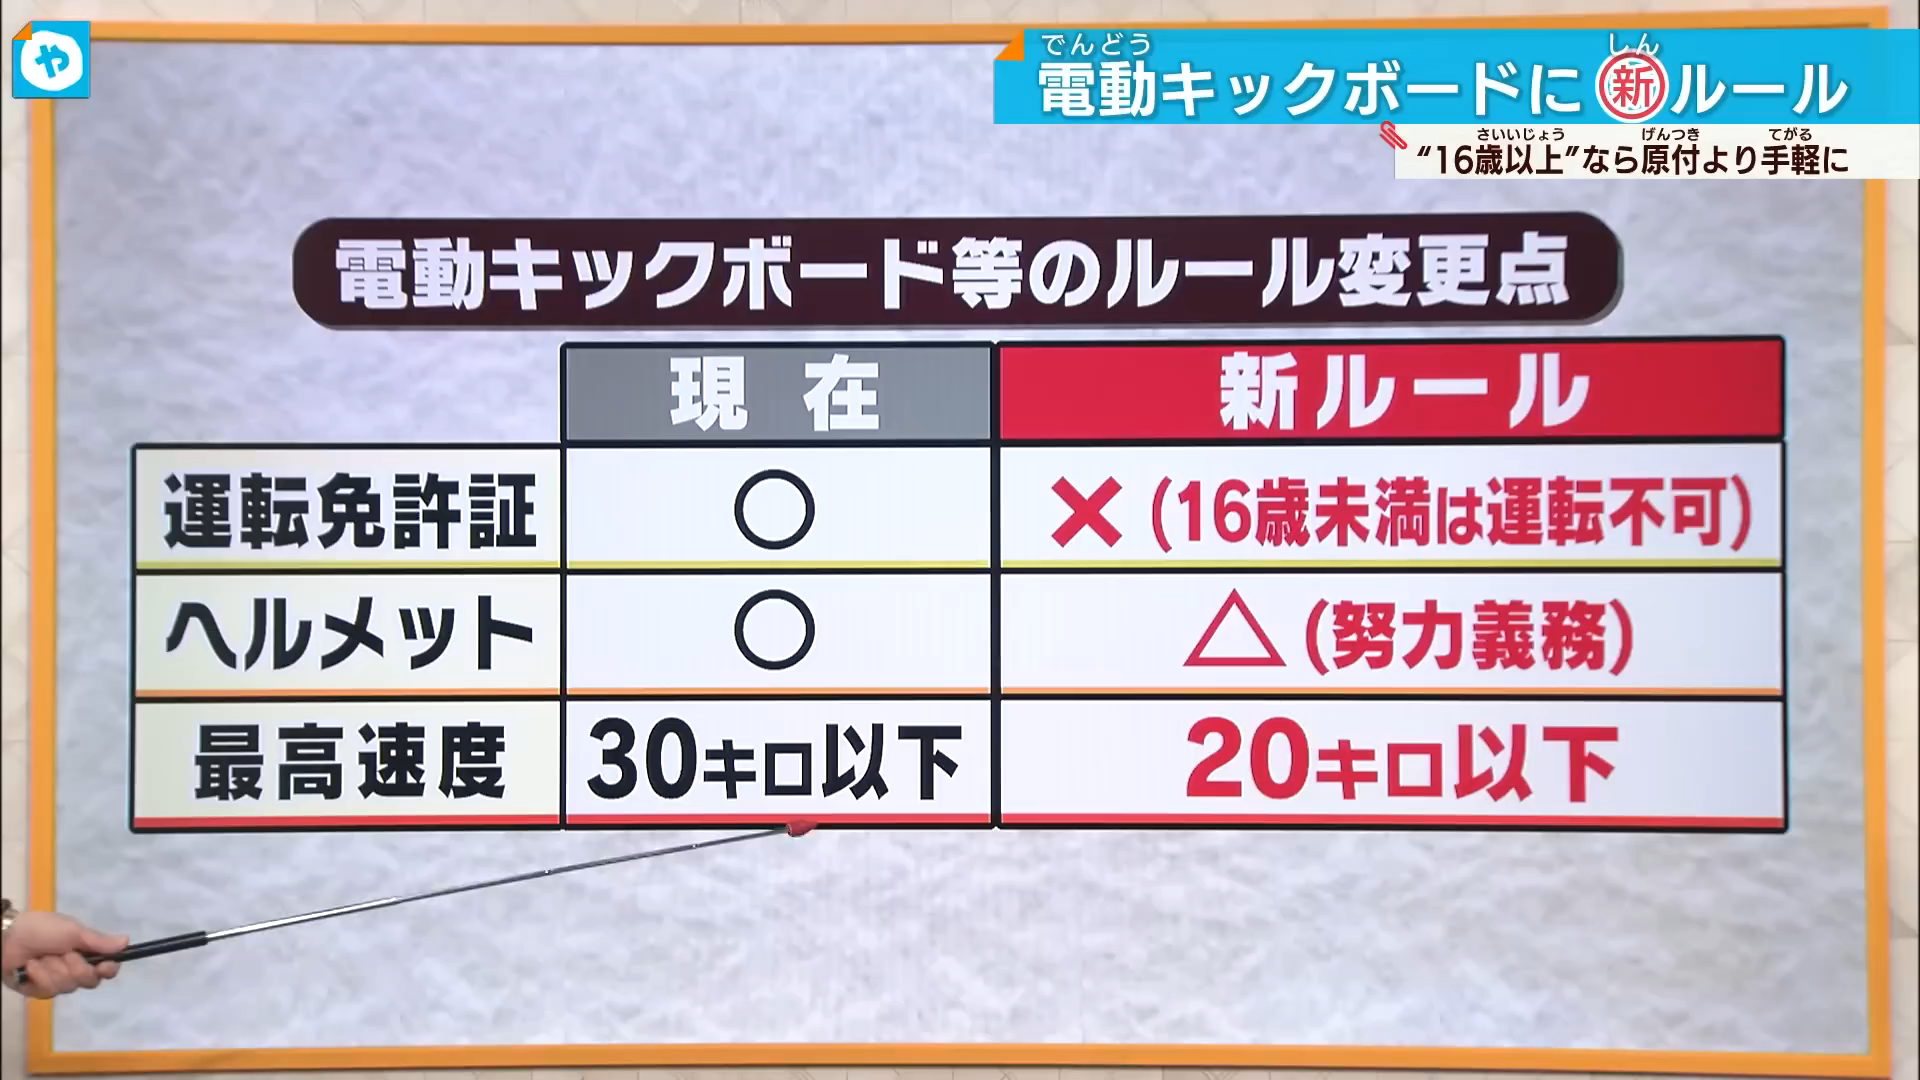 や
でんどう しん
電動キックボードに新ルール
さいいじょう げんつき てがる
“16歳以上”なら原付より手軽に
電動キックボード等のルール変更点
現在 新ルール
運転免許証 ○ ×(16歳未満は運転不可)
ヘルメット ○ △(努力義務)
最高速度 30キロ以下 20キロ以下